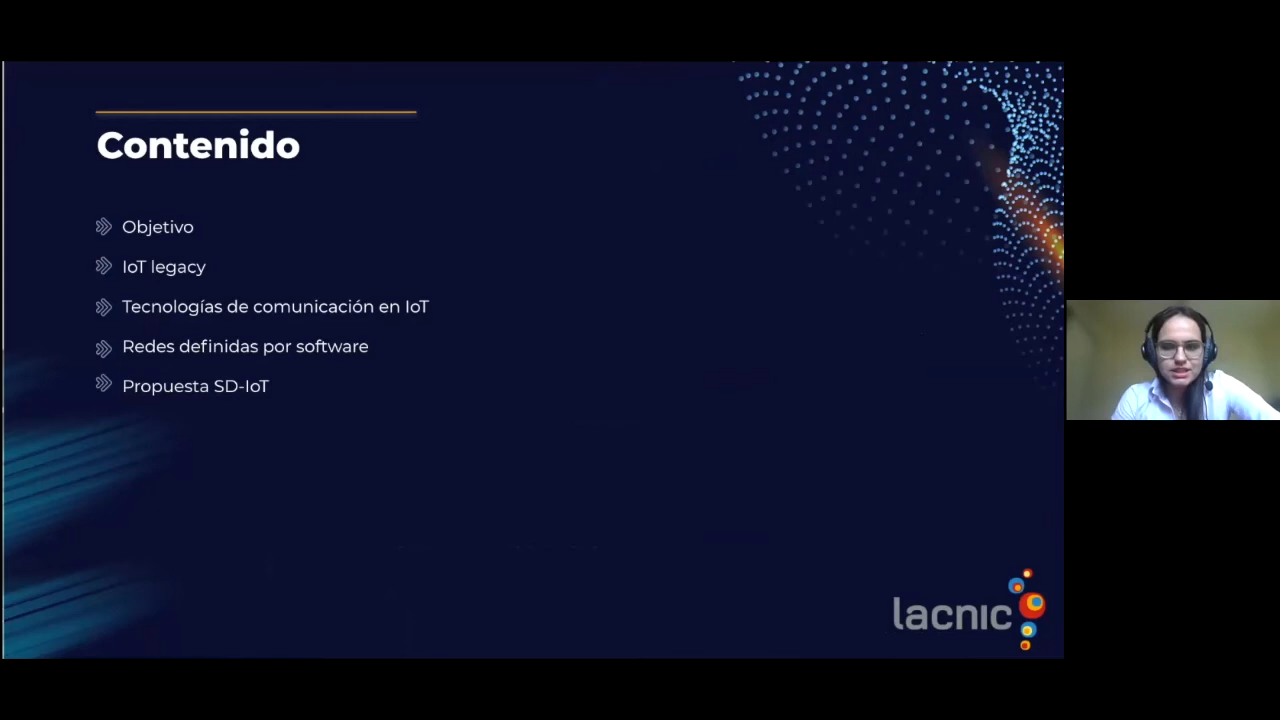 Contenido
Objetivo
IoT legacy
Tecnologías de comunicación en IoT
Redes definidas por software
Propuesta SD-IoT
lacnic